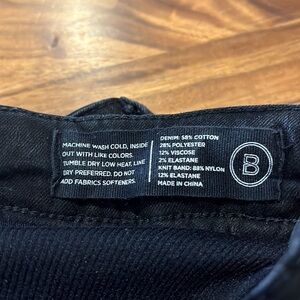 MACHINE WASH COLD, INSIDE
OUT WITH LIKE COLORS.
TUMBLE DRY LOW HEAT, LINE
DRY PREFERRED. DO NOT
ADD FABRICS SOFTENERS.
DENIM: 58% COTTON
28% POLYESTER
12% VISCOSE
2% ELASTANE
KNIT BAND: 88% NYLON
12% ELASTANE
MADE IN CHINA
B